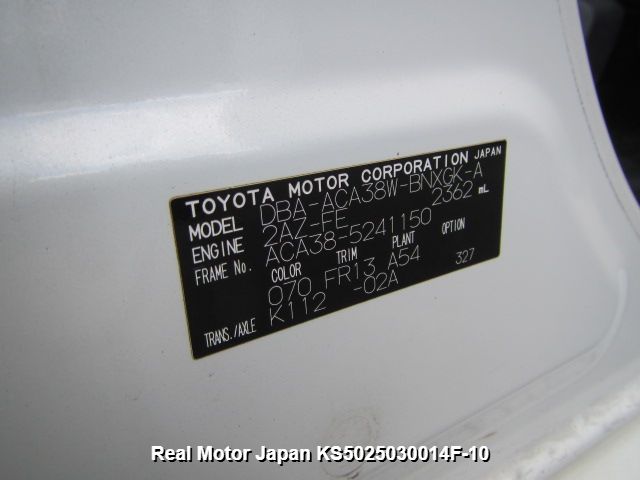 TOYOTA MOTOR CORPORATION JAPAN
MODEL DBA-ACA38W-BNXGK-A
ENGINE 2AZ-FE 2362 mL
FRAME No. ACA38-5241150
COLOR TRIM PLANT OPTION
070 FR13 A54 327
TRANS./AXLE K112 -02A
Real Motor Japan KS5025030014F-10